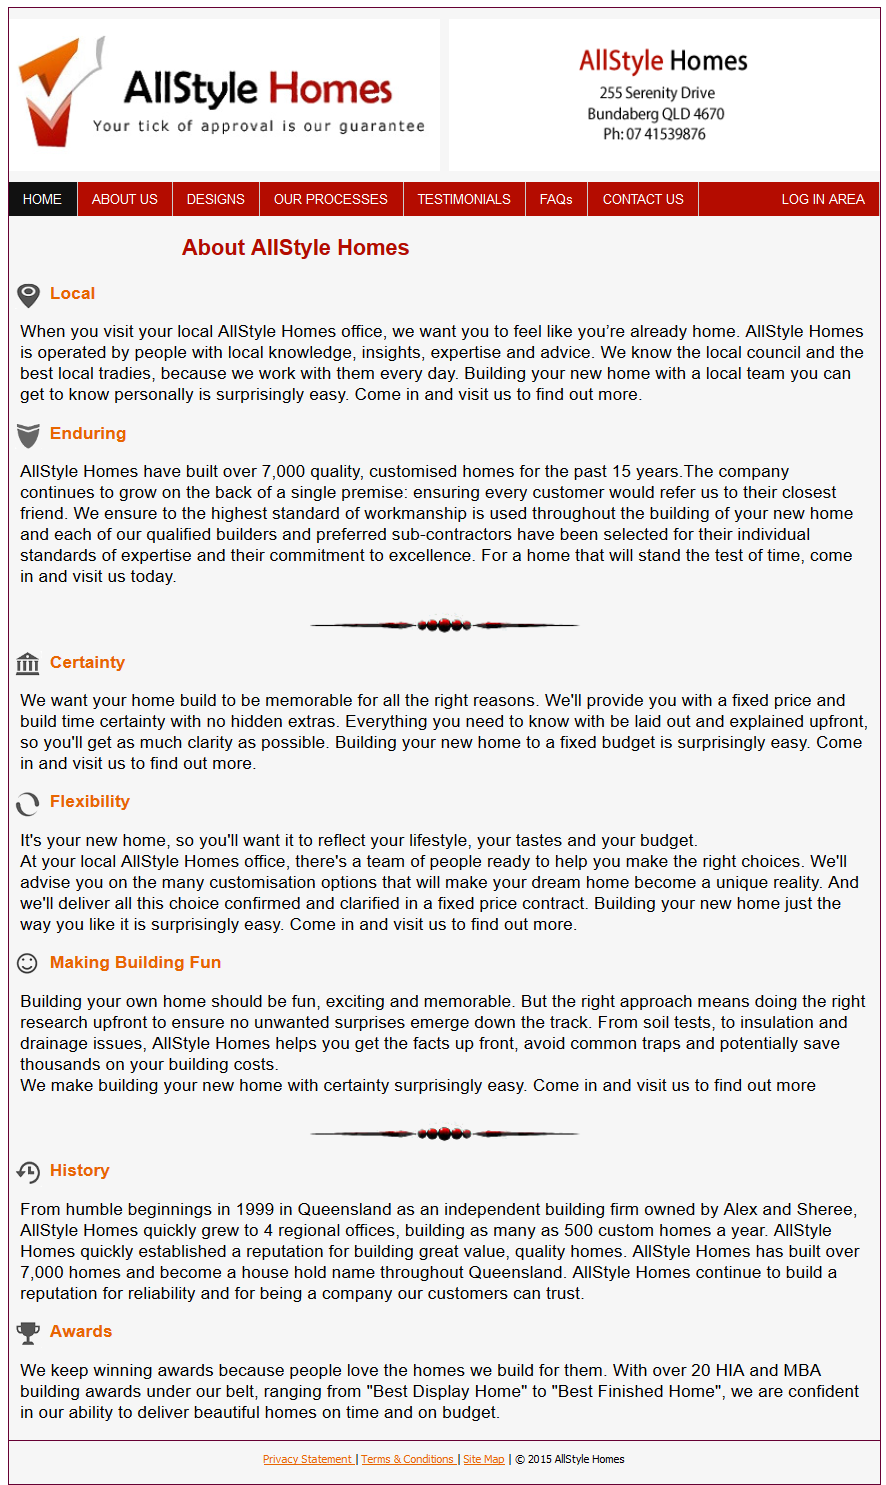 AllStyle Homes
Your tick of approval is our guarantee
AllStyle Homes
255 Serenity Drive
Bundaberg QLD 4670
Ph: 07 41539876
HOME ABOUT US DESIGNS OUR PROCESSES TESTIMONIALS FAQs CONTACT US LOG IN AREA
About AllStyle Homes
Local
When you visit your local AllStyle Homes office, we want you to feel like you’re already home. AllStyle Homes
is operated by people with local knowledge, insights, expertise and advice. We know the local council and the
best local tradies, because we work with them every day. Building your new home with a local team you can
get to know personally is surprisingly easy. Come in and visit us to find out more.
Enduring
AllStyle Homes have built over 7,000 quality, customised homes for the past 15 years.The company
continues to grow on the back of a single premise: ensuring every customer would refer us to their closest
friend. We ensure to the highest standard of workmanship is used throughout the building of your new home
and each of our qualified builders and preferred sub-contractors have been selected for their individual
standards of expertise and their commitment to excellence. For a home that will stand the test of time, come
in and visit us today.
Certainty
We want your home build to be memorable for all the right reasons. We'll provide you with a fixed price and
build time certainty with no hidden extras. Everything you need to know with be laid out and explained upfront,
so you'll get as much clarity as possible. Building your new home to a fixed budget is surprisingly easy. Come
in and visit us to find out more.
Flexibility
It's your new home, so you'll want it to reflect your lifestyle, your tastes and your budget.
At your local AllStyle Homes office, there's a team of people ready to help you make the right choices. We'll
advise you on the many customisation options that will make your dream home become a unique reality. And
we'll deliver all this choice confirmed and clarified in a fixed price contract. Building your new home just the
way you like it is surprisingly easy. Come in and visit us to find out more.
Making Building Fun
Building your own home should be fun, exciting and memorable. But the right approach means doing the right
research upfront to ensure no unwanted surprises emerge down the track. From soil tests, to insulation and
drainage issues, AllStyle Homes helps you get the facts up front, avoid common traps and potentially save
thousands on your building costs.
We make building your new home with certainty surprisingly easy. Come in and visit us to find out more
History
From humble beginnings in 1999 in Queensland as an independent building firm owned by Alex and Sheree,
AllStyle Homes quickly grew to 4 regional offices, building as many as 500 custom homes a year. AllStyle
Homes quickly established a reputation for building great value, quality homes. AllStyle Homes has built over
7,000 homes and become a house hold name throughout Queensland. AllStyle Homes continue to build a
reputation for reliability and for being a company our customers can trust.
Awards
We keep winning awards because people love the homes we build for them. With over 20 HIA and MBA
building awards under our belt, ranging from "Best Display Home" to "Best Finished Home", we are confident
in our ability to deliver beautiful homes on time and on budget.
Privacy Statement | Terms & Conditions | Site Map | © 2015 AllStyle Homes